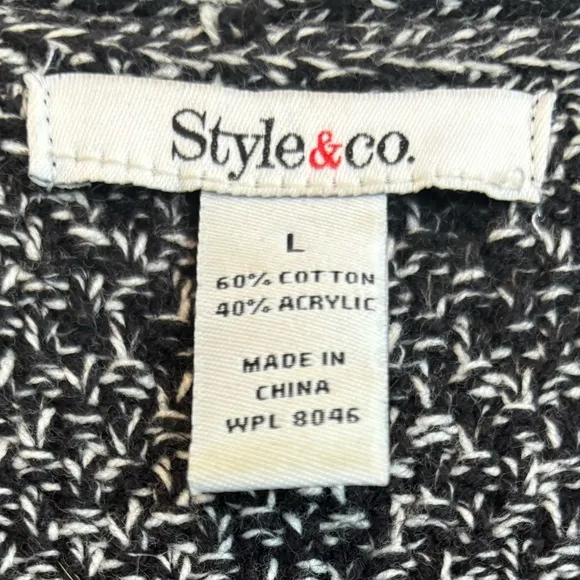 Style&co.
L
60% COTTON
40% ACRYLIC
MADE IN
CHINA
WPL 8046